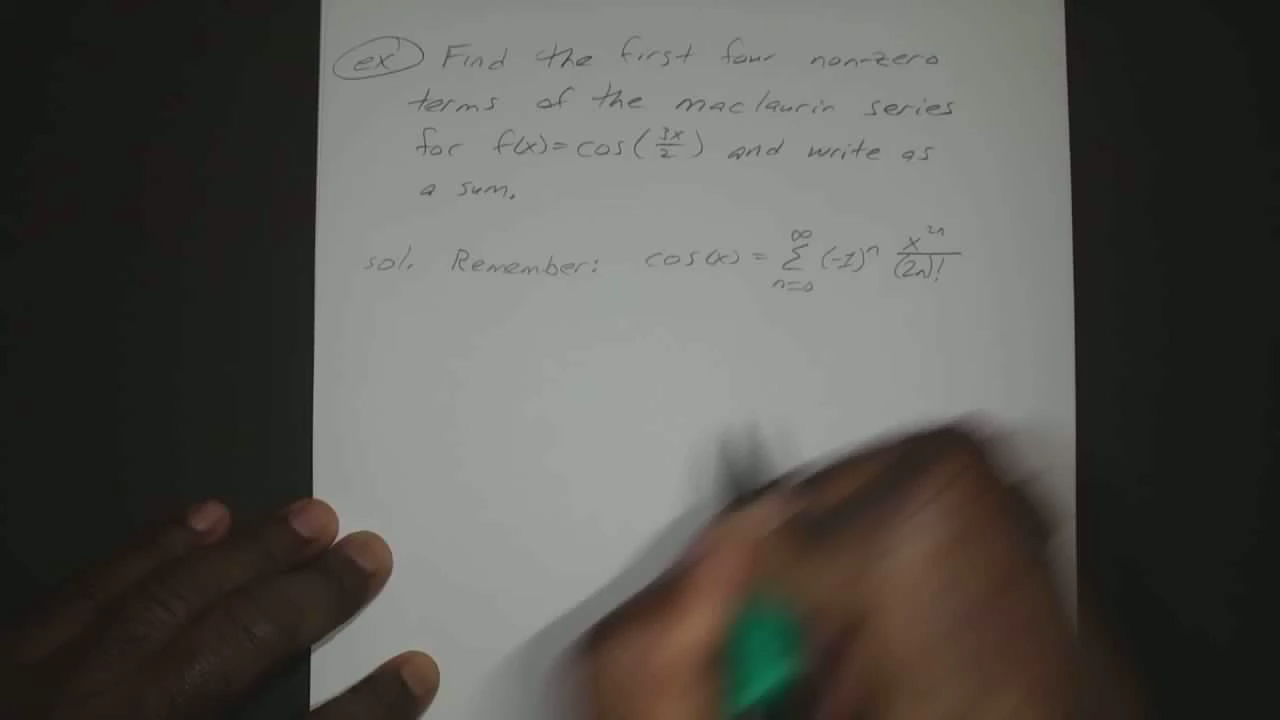 ex Find the first four non-zero
terms of the maclaurin series
for f(x) = cos(3x/2) and write as
a sum.
sol. Remember: cos(x) = ∞ Σ n=0 (-1)^n x^2n/(2n)!